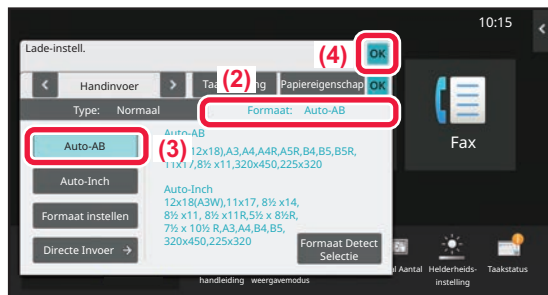 10:15
Lade-instell.
(4)
OK
Handinvoer
(2)
Papiereigenschap
OK
Type: Normaal
Formaat: Auto-AB
Auto-AB
(3)
Auto-AB
12x18),A3,A4,A4R,A5R,B4,B5,B5R,
11x17,8½ x11,320x450,225x320
Fax
Auto-Inch
Auto-Inch
12x18(A3W),11x17, 8½ x14,
8½ x11, 8½ x11R,5½ x 8½R,
7½ x 10½ R,A3,A4,B4,B5,
320x450,225x320
Formaat instellen
Directe Invoer →
Formaat Detect
Selectie
Aantal
Helderheids-
instelling
Taakstatus
handleiding weergavemodus